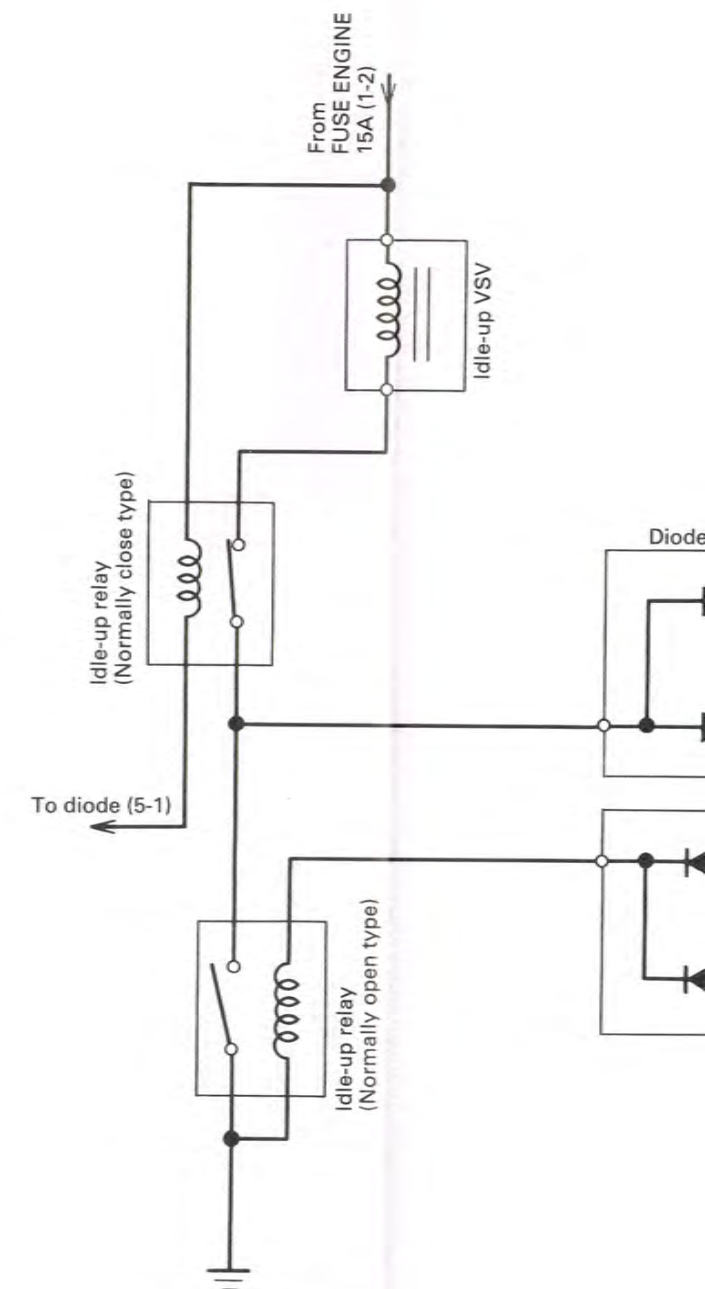 From
FUSE ENGINE
15A (1-2)
Idle-up VSV
Idle-up relay
(Normally close type)
Diode
To diode (5-1)
Idle-up relay
(Normally open type)